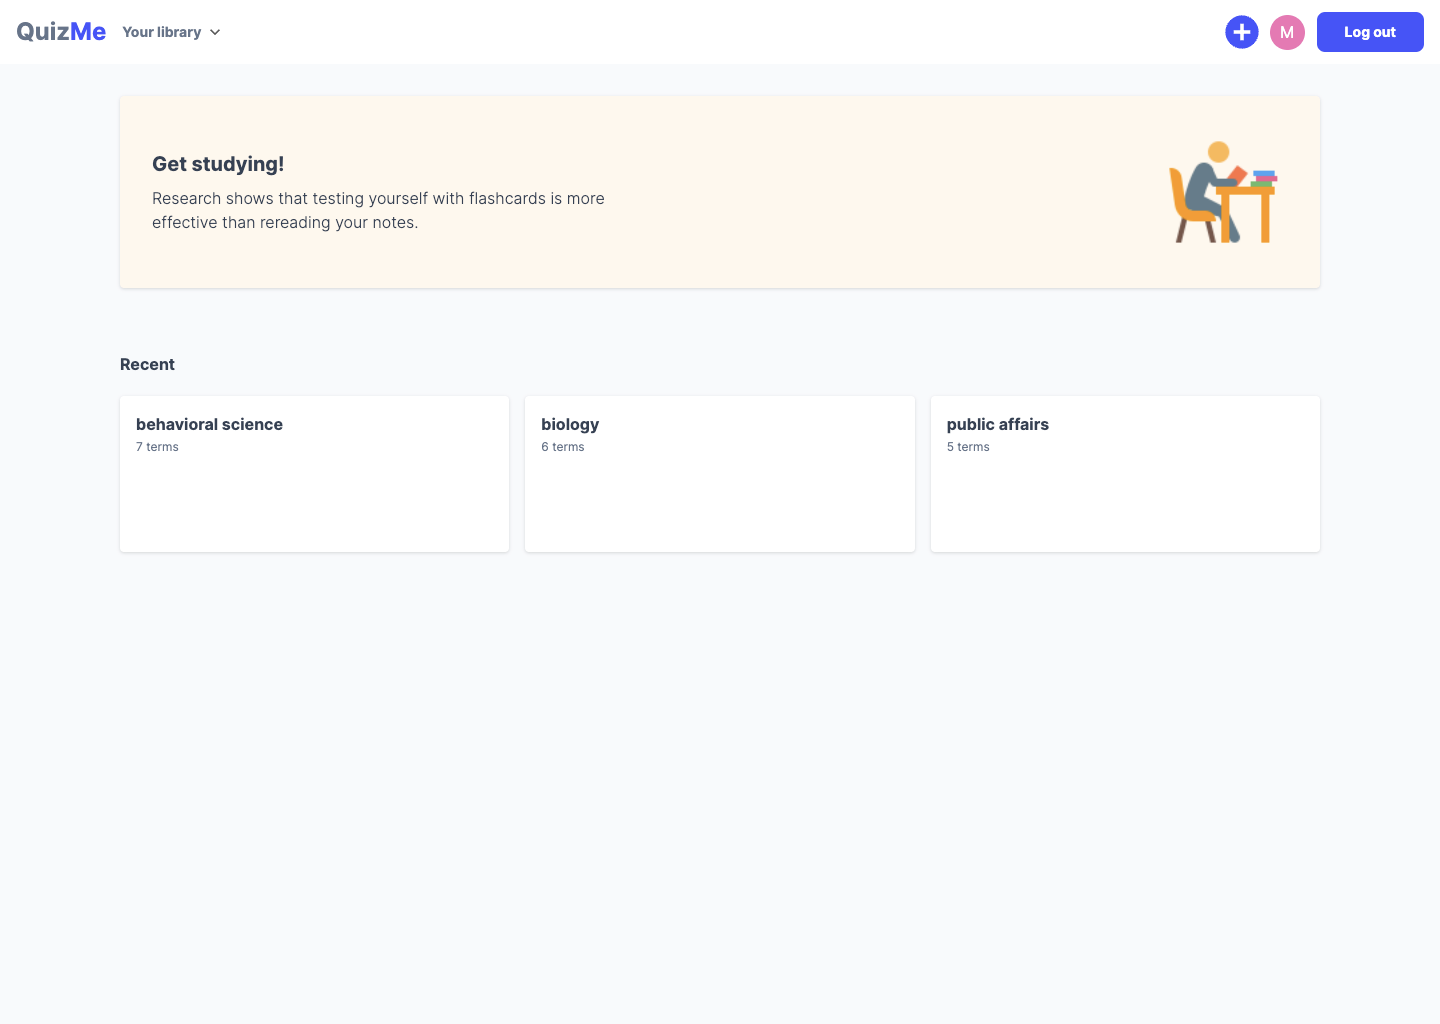 QuizMe Your library M Log out
Get studying!
Research shows that testing yourself with flashcards is more
effective than rereading your notes.
Recent
behavioral science
7 terms
biology
6 terms
public affairs
5 terms